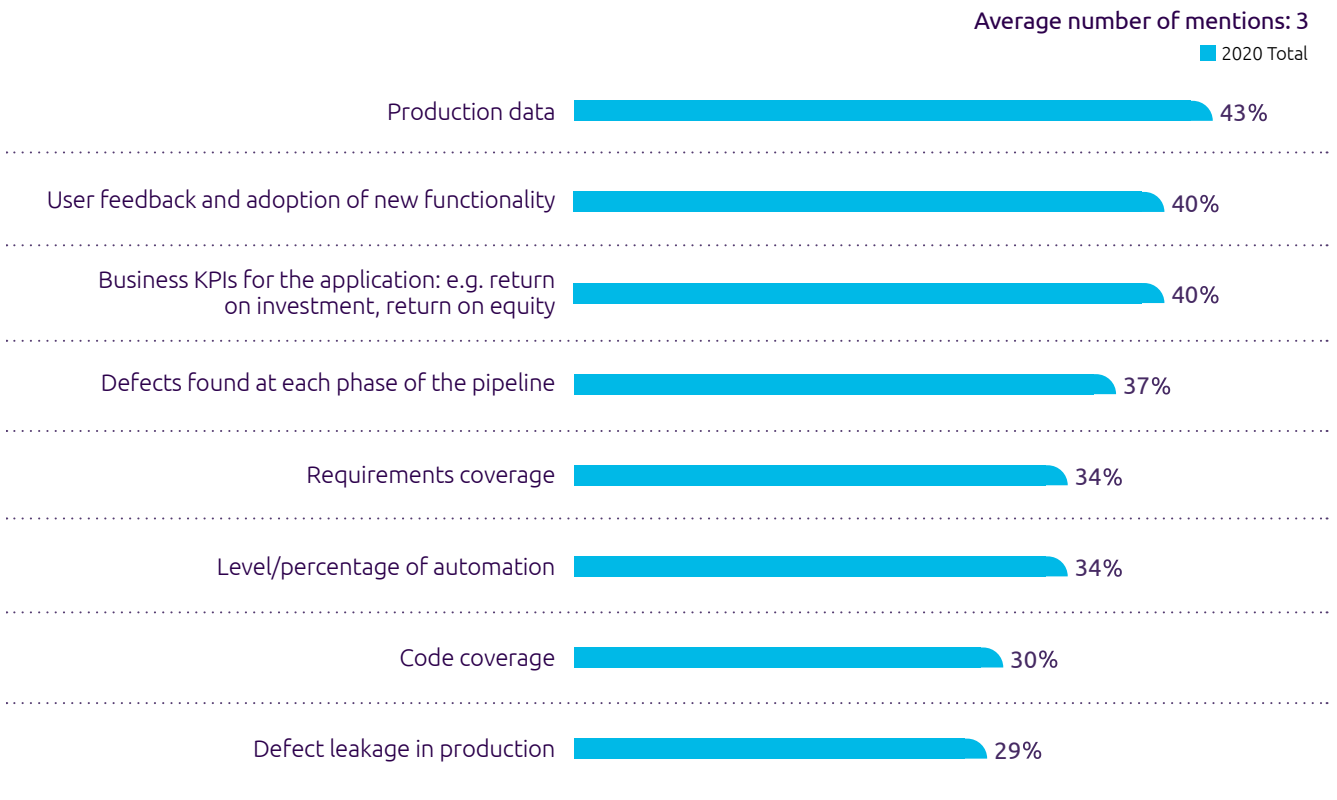 Average number of mentions: 3
2020 Total
Production data 43%
User feedback and adoption of new functionality 40%
Business KPIs for the application: e.g. return
on investment, return on equity 40%
Defects found at each phase of the pipeline 37%
Requirements coverage 34%
Level/percentage of automation 34%
Code coverage 30%
Defect leakage in production 29%